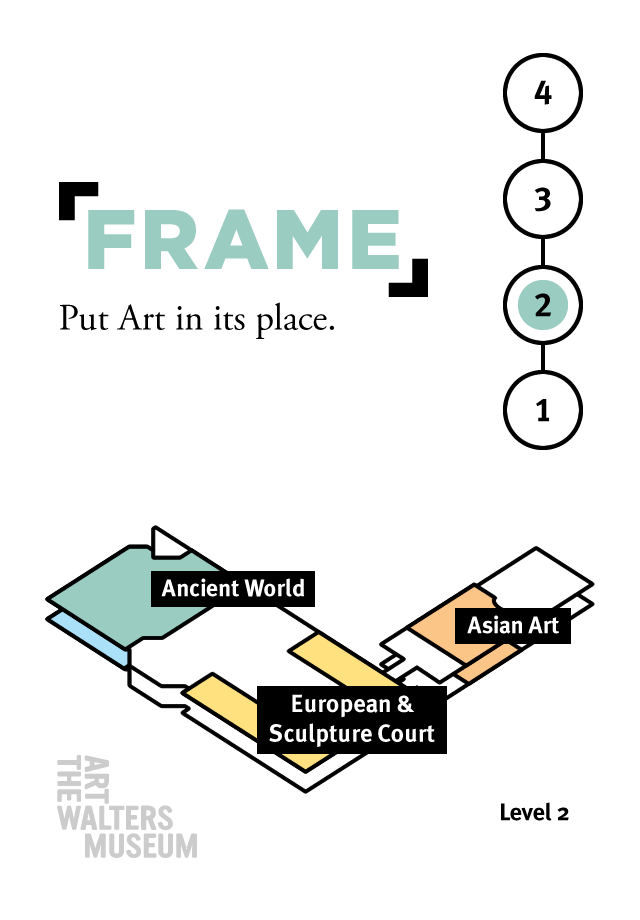 FRAME
Put Art in its place.
4
3
2
1
Ancient World
Asian Art
European &
Sculpture Court
THE
ART
WALTERS
MUSEUM
Level 2